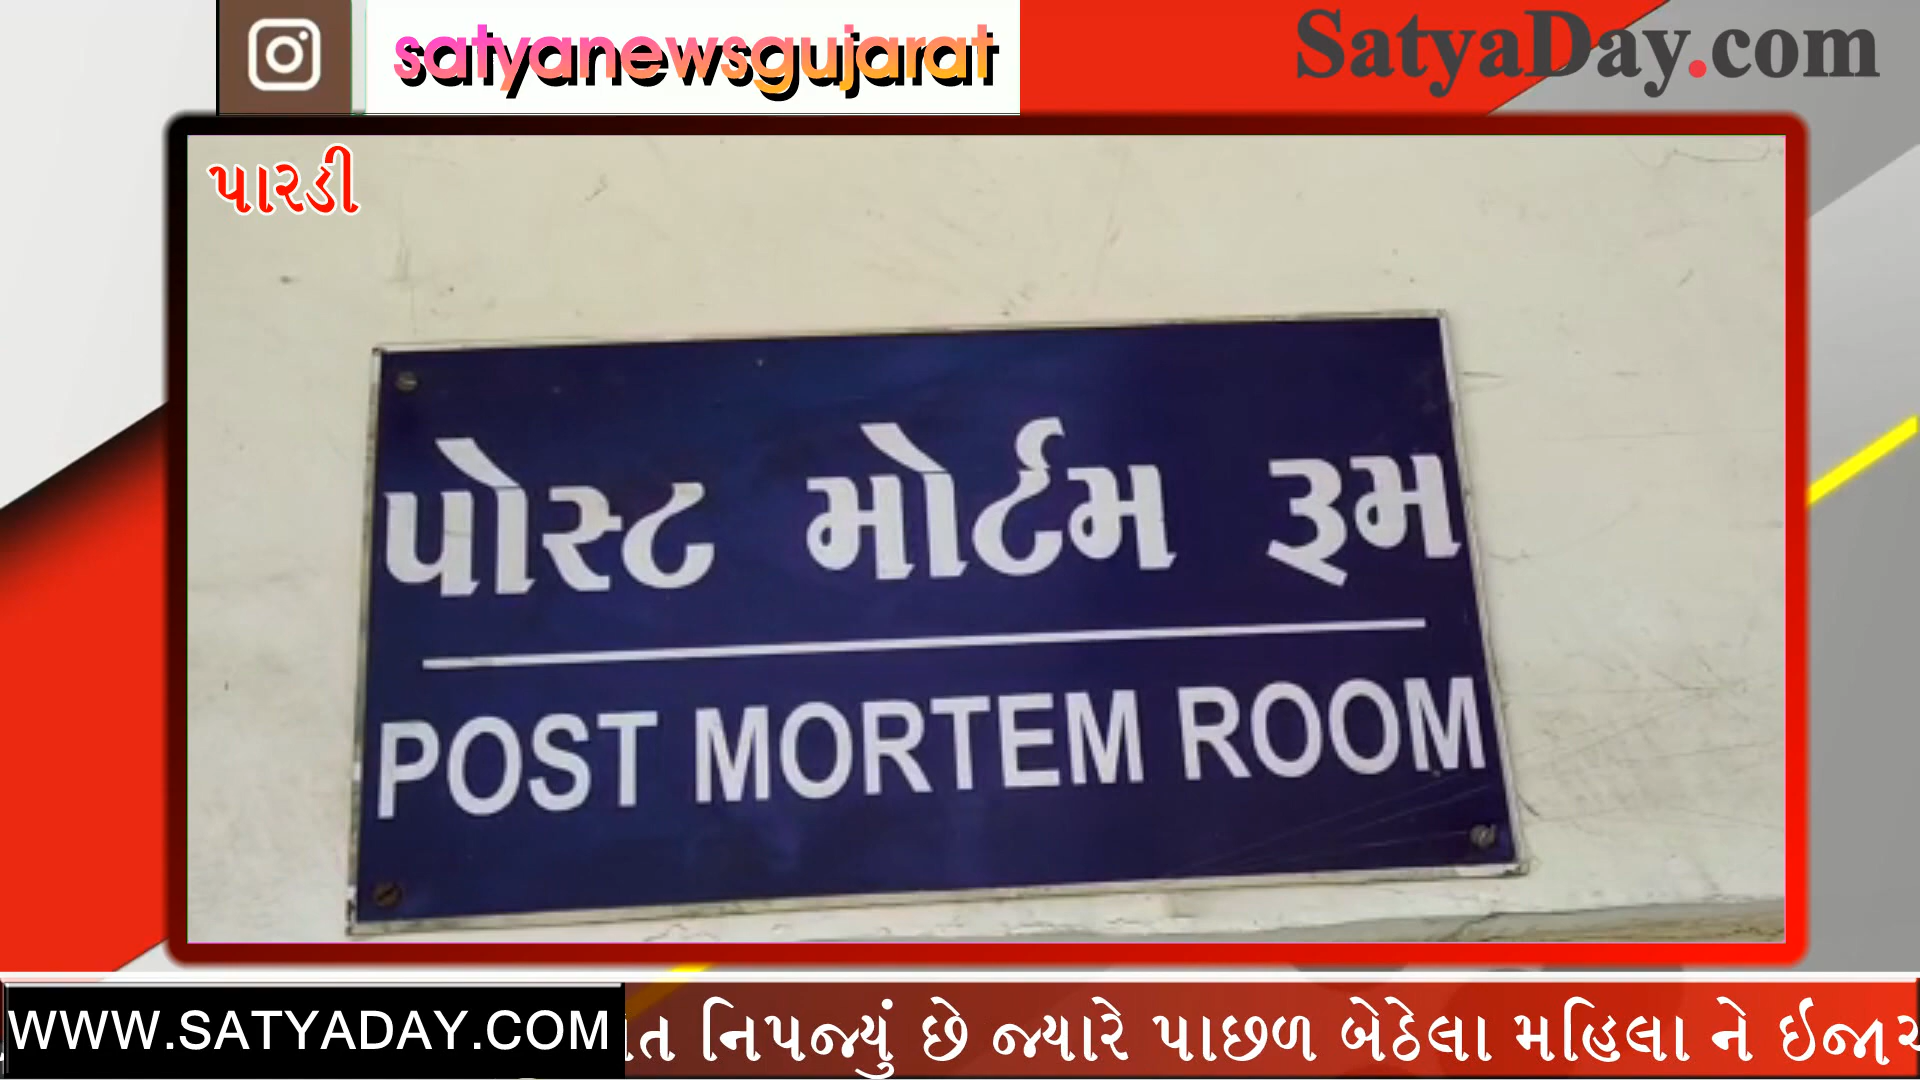 satyanewsgujarat
SatyaDay.com
પારડી
પોસ્ટ મોર્ટમ રૂમ
POST MORTEM ROOM
WWW.SATYADAY.COM
નિપજ્યું છે જ્યારે પાછળ બેઠેલા મહિલા ને